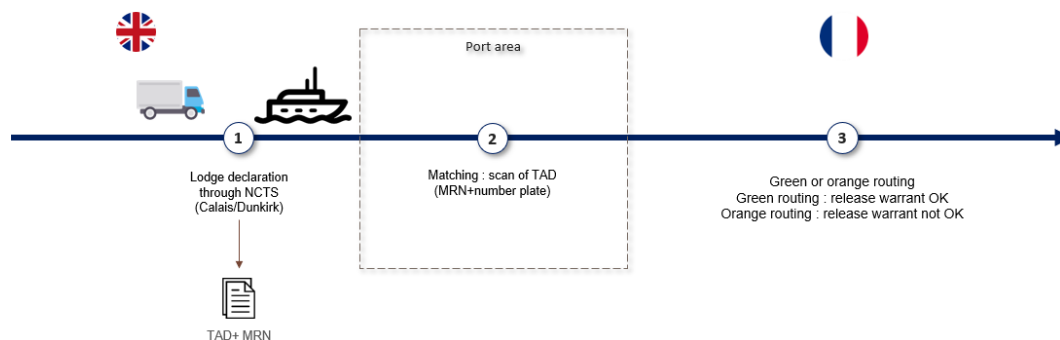 Port area
1
2
3
Lodge declaration
through NCTS
(Calais/Dunkirk)
Matching : scan of TAD
(MRN+number plate)
Green or orange routing
Green routing : release warrant OK
Orange routing : release warrant not OK
TAD+ MRN